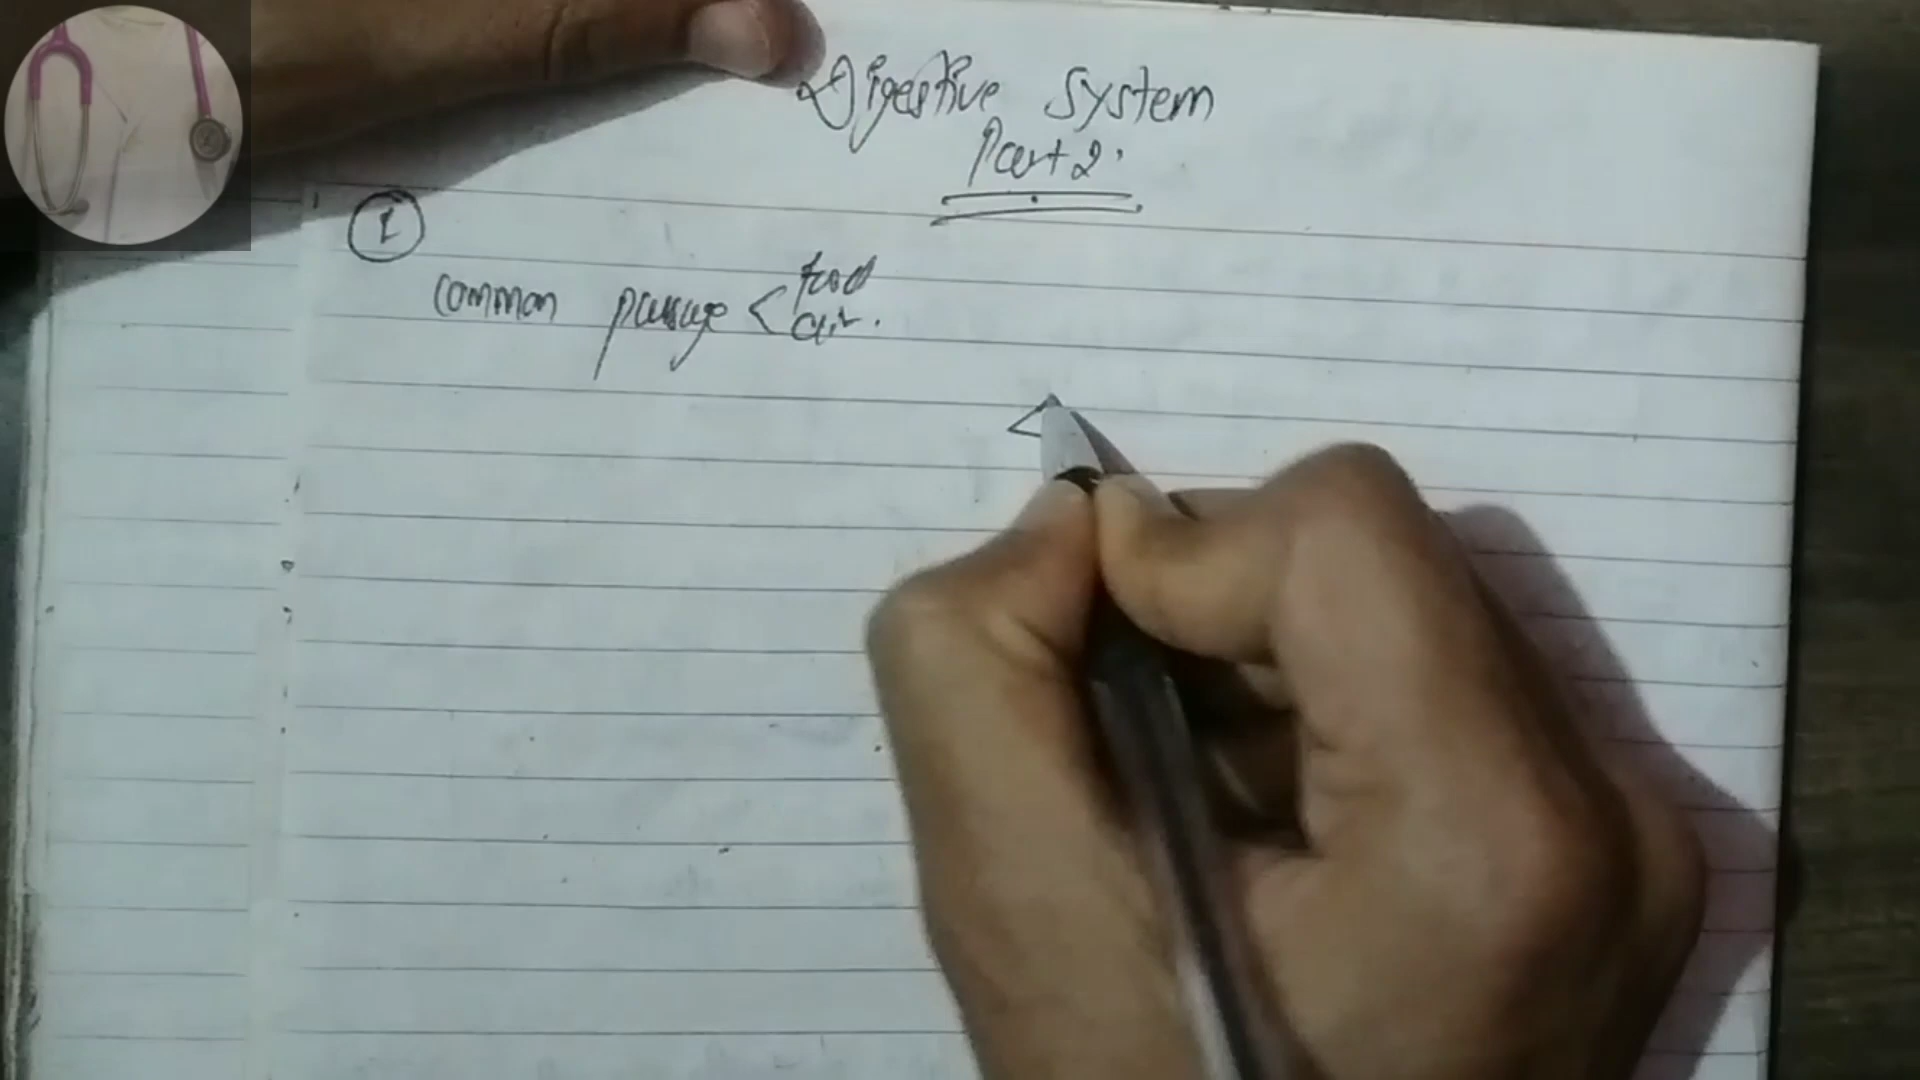 Digestive System
Part 2.
1
common passage < food
air.